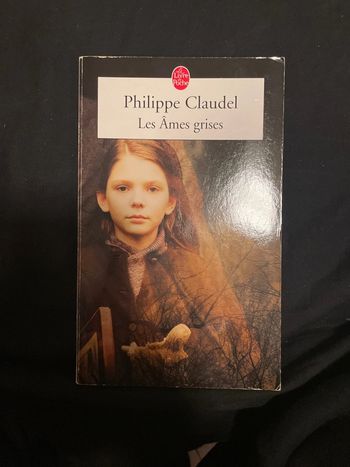 Le Livre
de
Poche
Philippe Claudel
Les Âmes grises